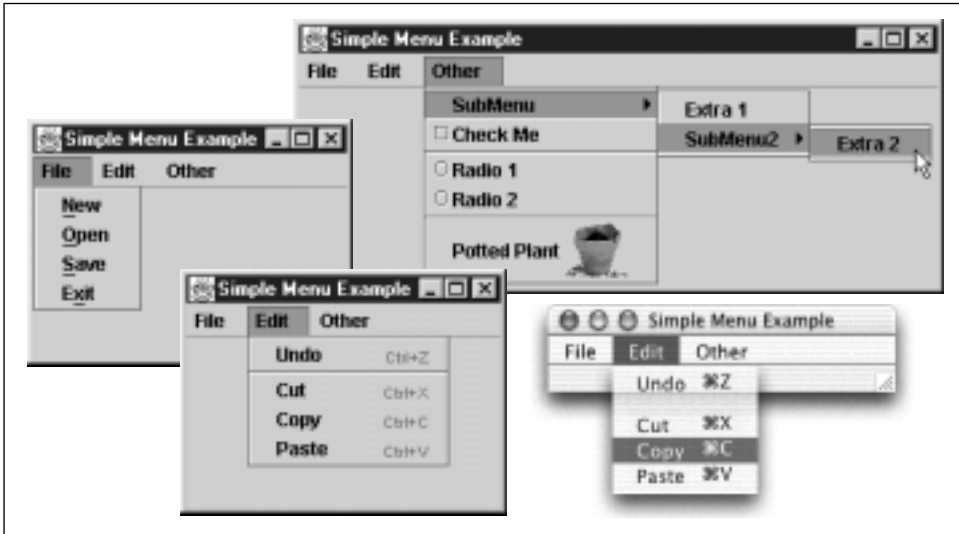 Simple Menu Example
File Edit Other
SubMenu
Check Me
Radio 1
Radio 2
Potted Plant
Extra 1
SubMenu2
Extra 2
Simple Menu Example
File Edit Other
New
Open
Save
Exit
Simple Menu Example
File Edit Other
Undo Ctrl+Z
Cut Ctrl+X
Copy Ctrl+C
Paste Ctrl+V
Simple Menu Example
File Edit Other
Undo ⌘Z
Cut ⌘X
Copy ⌘C
Paste ⌘V